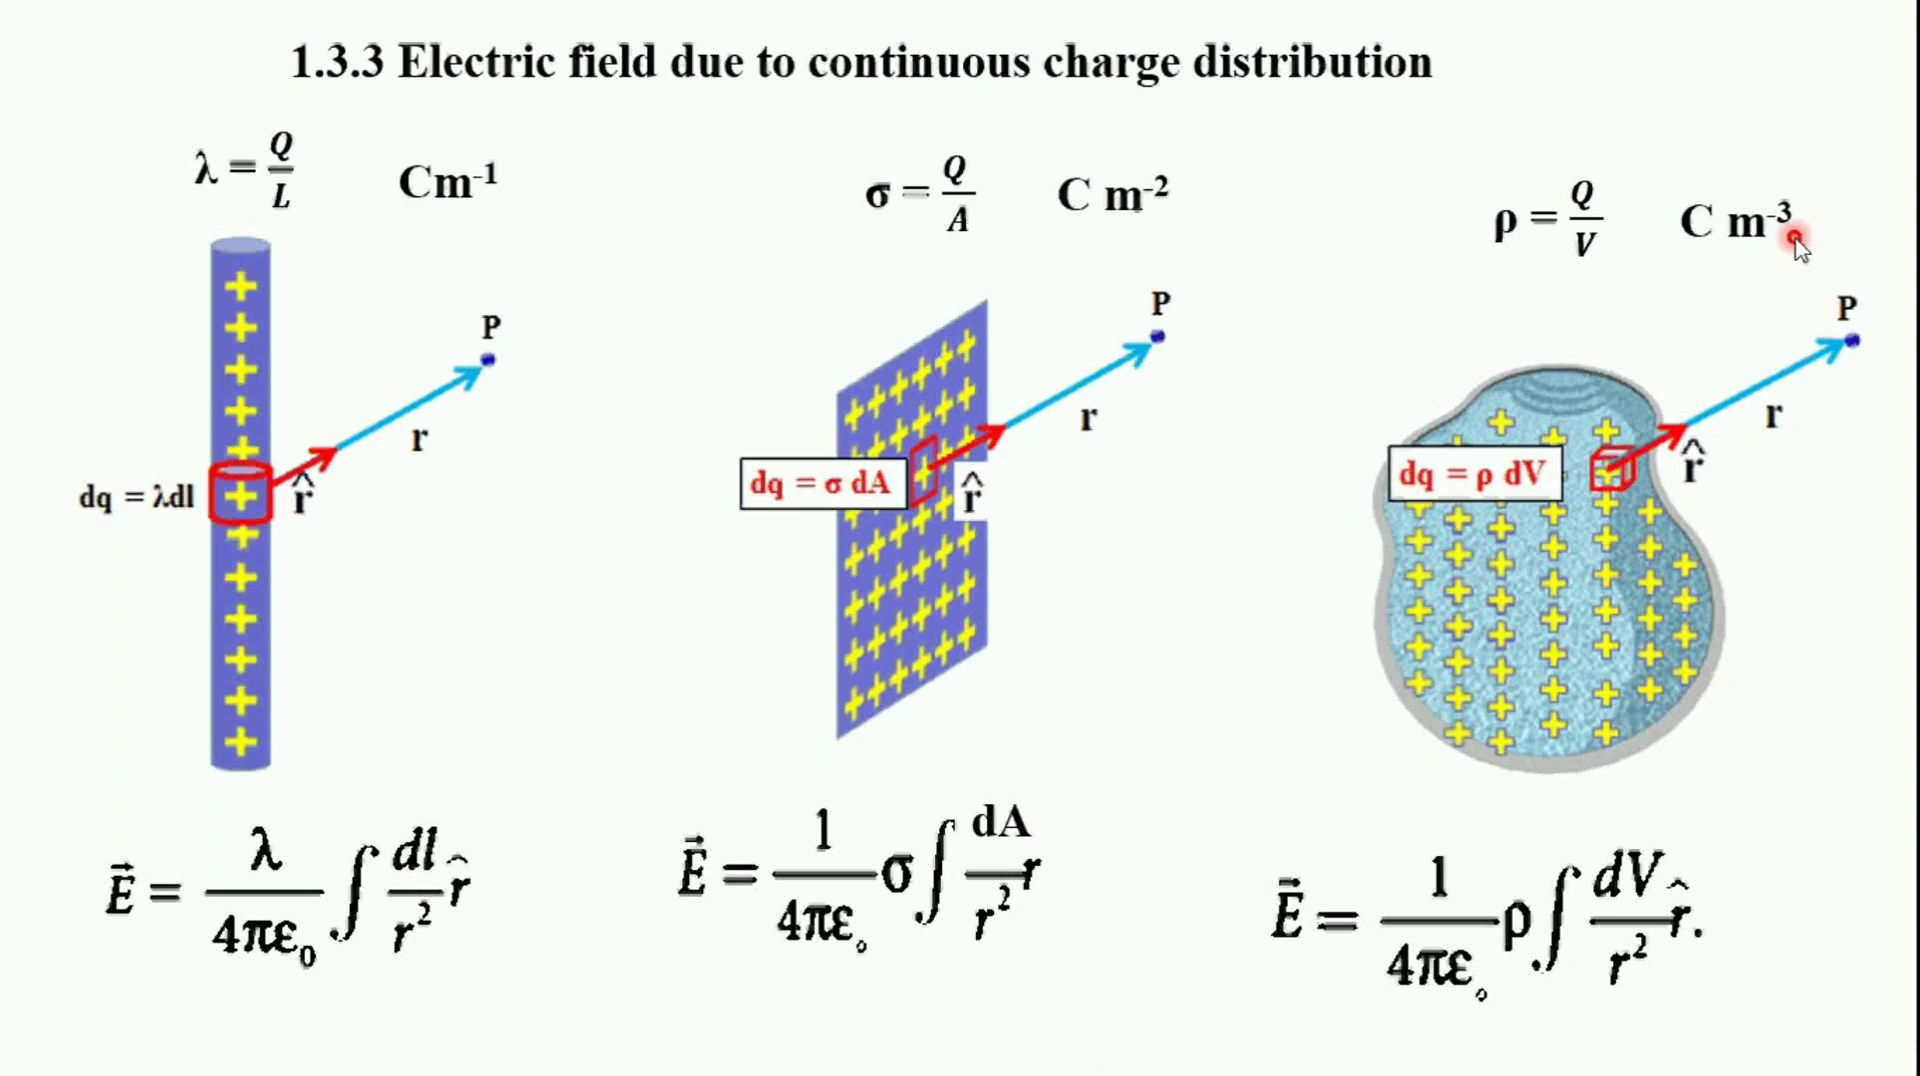 1.3.3 Electric field due to continuous charge distribution
λ = Q/L    Cm⁻¹
P
r
r̂
dq = λdl
E⃗ = λ/4πε₀ ∫ dl/r² r̂
σ = Q/A    C m⁻²
P
r
r̂
dq = σ dA
E⃗ = 1/4πε₀ σ ∫ dA/r² r
ρ = Q/V    C m⁻³
P
r
r̂
dq = ρ dV
E⃗ = 1/4πε₀ ρ ∫ dV/r² r̂.